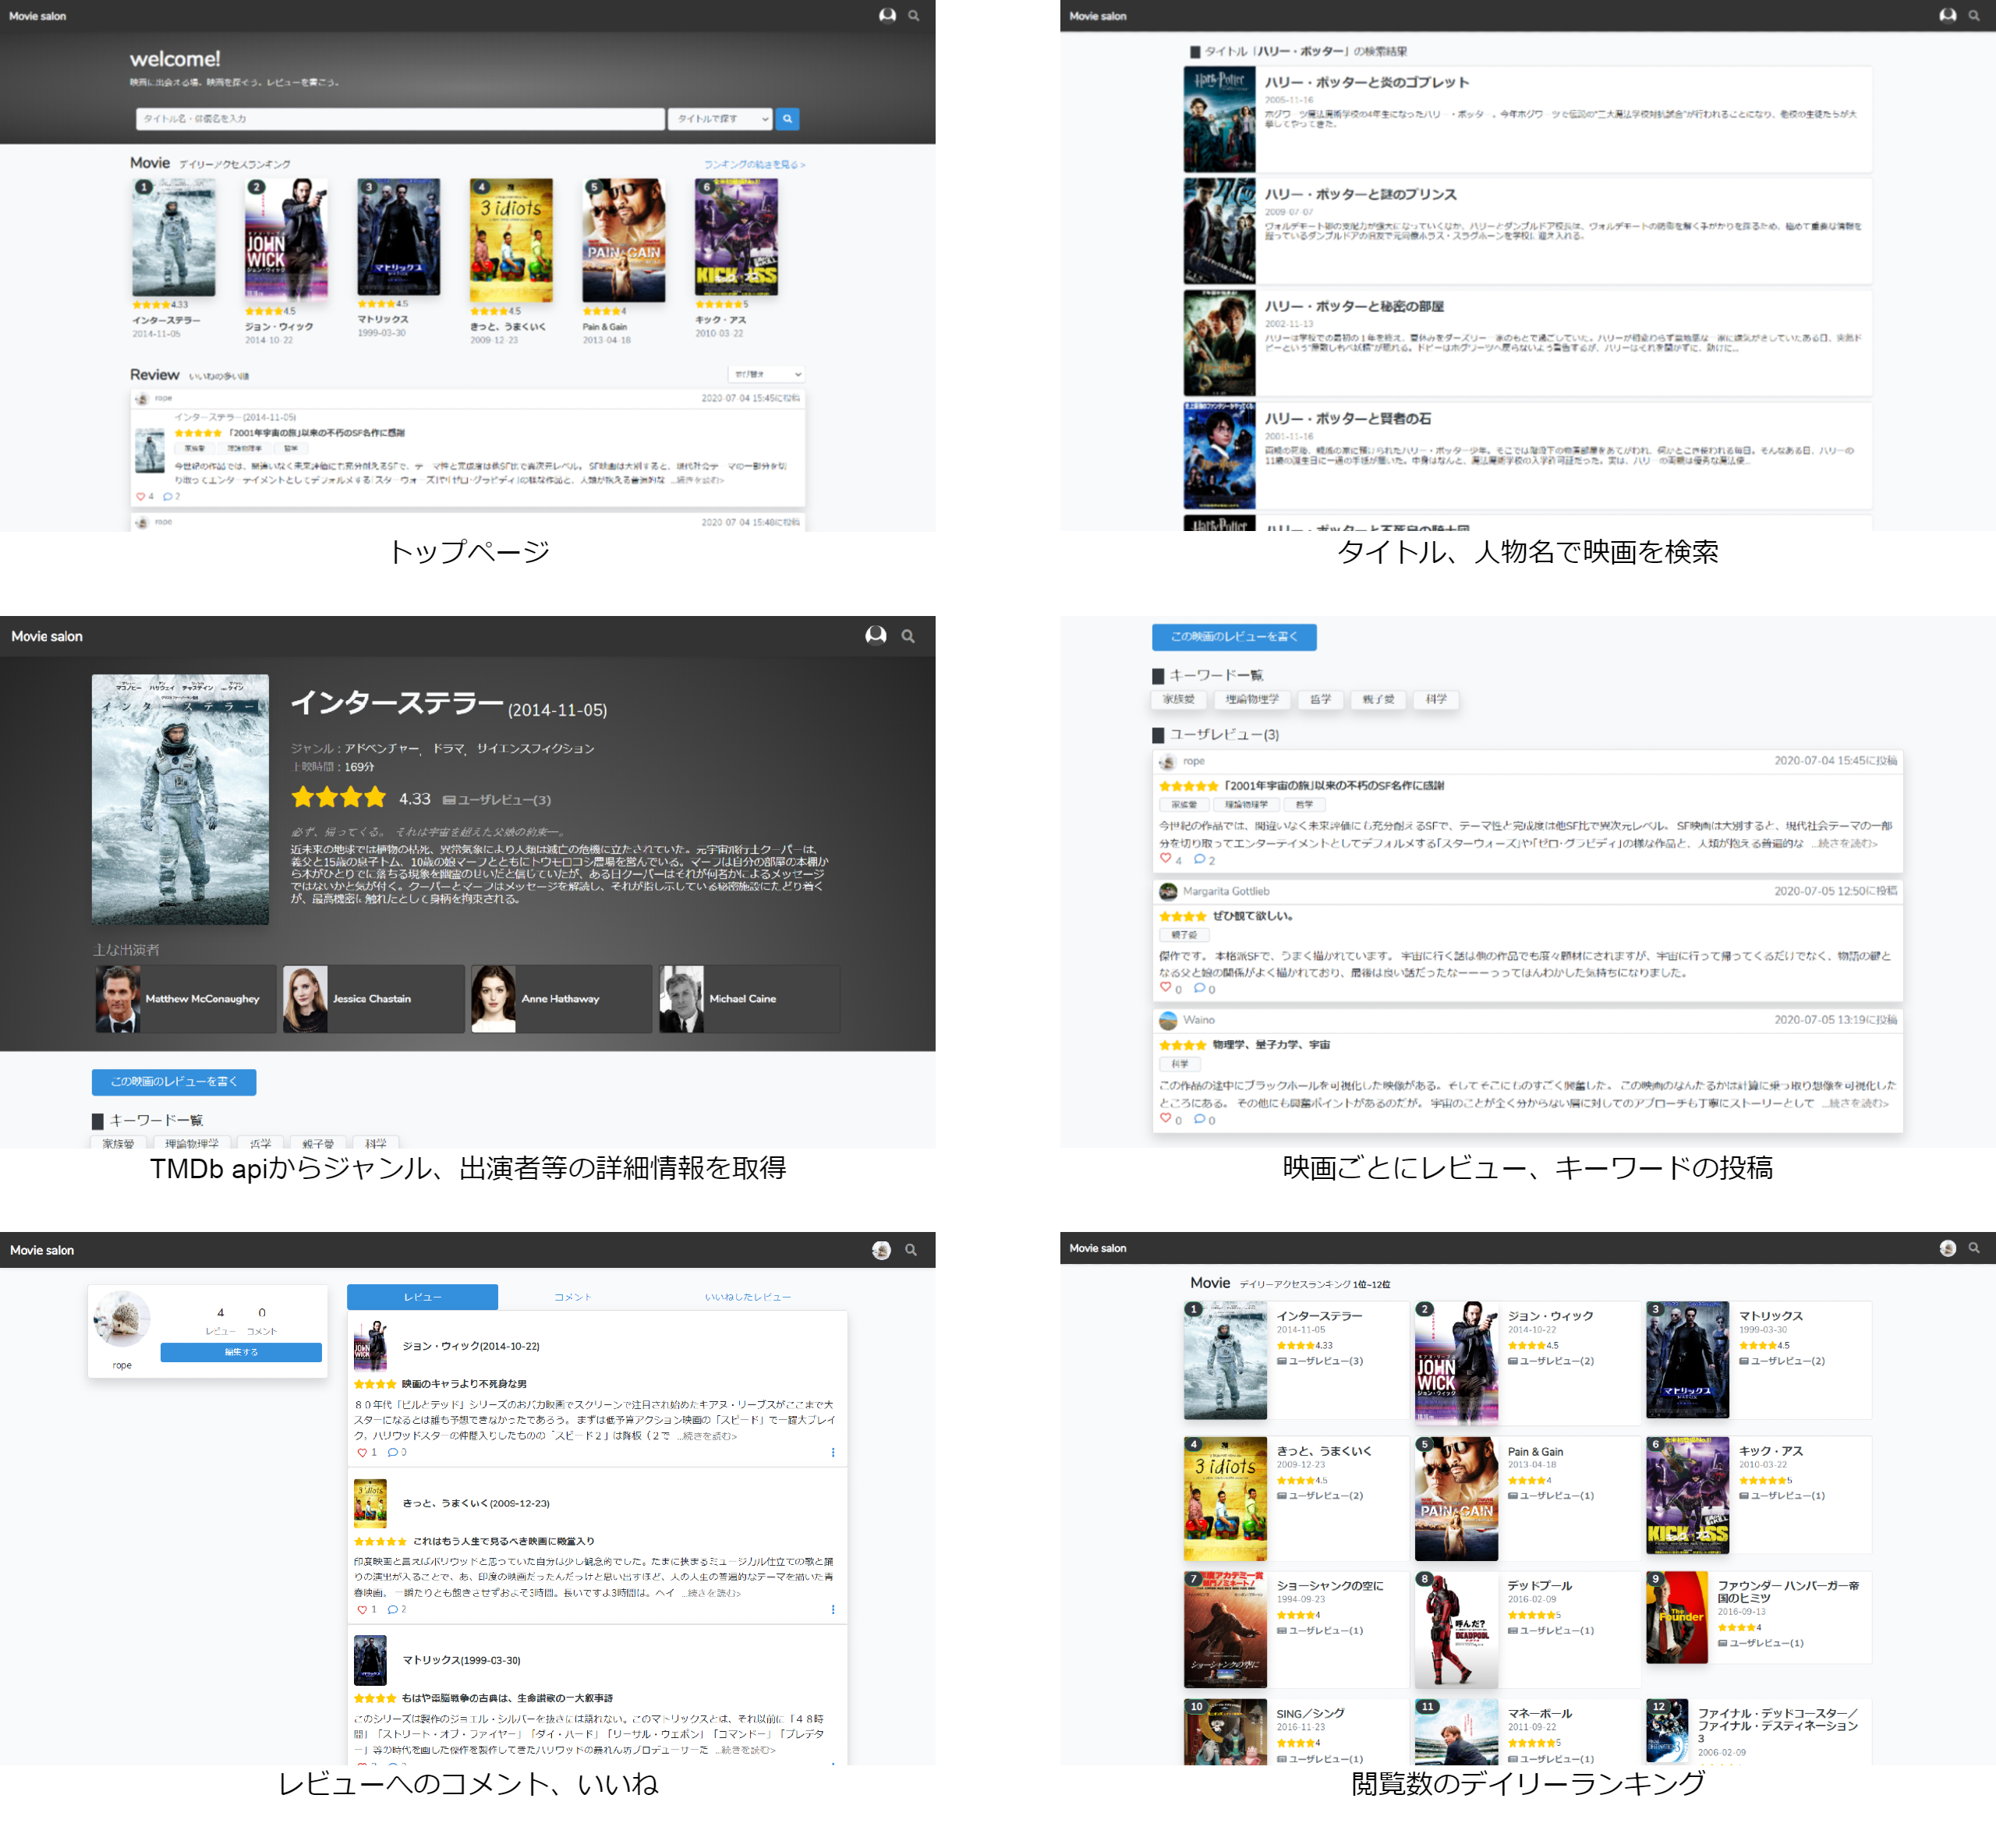 Movie salon
welcome!
映画に出会える場。映画を探そう。レビューを書こう。
タイトル名・俳優名を入力
タイトルで探す
Movie デイリーアクセスランキング
ランキングの続きを見る >
1
2
3
4
5
6
JOHN WICK
マトリックス
3 idiots
PAIN & GAIN
KICK-ASS
4.33
インターステラー
2014-11-05
4.5
ジョン・ウィック
2014-10-22
4.5
マトリックス
1999-03-30
4.5
きっと、うまくいく
2009-12-23
4
Pain & Gain
2013-04-18
5
キック・アス
2010-03-22
Review いいねの多い順
並び替え
rope
2020-07-04 15:45に投稿
インターステラー(2014-11-05)
「2001年宇宙の旅」以来の不朽のSF名作に感謝
家族愛 理論物理学 哲学
今世紀の作品では、間違いなく未来評価にも充分耐えるSFで、テーマ性と完成度は他SF比で異次元レベル。 SF映画は大別すると、現代社会テーマの一部分を切
り取ってエンターテイメントとしてデフォルメする「スターウォーズ」や「ゼロ・グラビティ」の様な作品と、人類が抱える普遍的な ...続きを読む>
4 2
rope
2020-07-04 15:48に投稿
トップページ
Movie salon
タイトル「ハリー・ポッター」の検索結果
ハリー・ポッターと炎のゴブレット
2005-11-16
ホグワーツ魔法魔術学校の4年生になったハリー・ポッター。今年ホグワーツで伝説の“三大魔法学校対抗試合”が行われることになり、他校の生徒たちが大
挙してやってきた。
ハリー・ポッターと謎のプリンス
2009-07-07
ヴォルデモート卿の支配力が強大になっていくなか、ハリーとダンブルドア校長は、ヴォルデモートの防御を解く手がかりを探るため、極めて重要な情報を
握っているダンブルドアの旧友で元同僚ホラス・スラグホーンを学校に迎え入れる。
ハリー・ポッターと秘密の部屋
2002-11-13
ハリーは学校での最初の1年を終え、夏休みをダーズリー一家のもとで過ごしていた。ハリーが相変わらず意地悪な一家に嫌気がさしていたある日、突然ド
ビーという“屋敷しもべ妖精”が現れる。ドビーはホグワーツへ戻らないよう警告するが、ハリーはそれを聞かずに、助けに...
ハリー・ポッターと賢者の石
2001-11-16
両親の死後、親戚の家に預けられたハリー・ポッター少年。そこでは階段下の物置部屋をあてがわれ、何かとこき使われる毎日。そんなある日、ハリーの
11歳の誕生日に一通の手紙が届いた。中身はなんと、魔法魔術学校の入学許可証だった。実は、ハリーの両親は優秀な魔法使...
ハリー・ポッターと不死鳥の騎士団
タイトル、人物名で映画を検索
Movie salon
インターステラー
インターステラー (2014-11-05)
ジャンル : アドベンチャー, ドラマ, サイエンスフィクション
上映時間 : 169分
4.33 ユーザレビュー(3)
必ず、帰ってくる。 それは宇宙を超えた父娘の約束―。
近未来の地球では植物の枯死、異常気象により人類は滅亡の危機に立たされていた。元宇宙飛行士クーパーは、
義父と15歳の息子トム、10歳の娘マーフとともにトウモロコシ農場を営んでいる。マーフは自分の部屋の本棚か
ら本がひとりでに落ちる現象を幽霊のせいだと信じていたが、ある日クーパーはそれが何者かによるメッセージ
ではないかと気が付く。クーパーとマーフはメッセージを解読し、それが指し示している秘密施設にたどり着く
が、最高機密に触れたとして身柄を拘束される。
主な出演者
Matthew McConaughey
Jessica Chastain
Anne Hathaway
Michael Caine
この映画のレビューを書く
キーワード一覧
家族愛 理論物理学 哲学 親子愛 科学
TMDb apiからジャンル、出演者等の詳細情報を取得
この映画のレビューを書く
キーワード一覧
家族愛 理論物理学 哲学 親子愛 科学
ユーザレビュー(3)
rope
2020-07-04 15:45に投稿
「2001年宇宙の旅」以来の不朽のSF名作に感謝
家族愛 理論物理学 哲学
今世紀の作品では、間違いなく未来評価にも充分耐えるSFで、テーマ性と完成度は他SF比で異次元レベル。 SF映画は大別すると、現代社会テーマの一部
分を切り取ってエンターテイメントとしてデフォルメする「スターウォーズ」や「ゼロ・グラビディ」の様な作品と、人類が抱える普遍的な ...続きを読む>
4 2
Margarita Gottlieb
2020-07-05 12:50に投稿
ぜひ観て欲しい。
親子愛
傑作です。 本格派SFで、うまく描かれています。 宇宙に行く話は他の作品でも度々題材にされますが、宇宙に行って帰ってくるだけでなく、物語の鍵と
なる父と娘の関係がよく描かれており、最後は良い話だったなーーーっってほんわかした気持ちになりました。
0 0
Waino
2020-07-05 13:19に投稿
物理学、量子力学、宇宙
科学
この作品の途中にブラックホールを可視化した映像がある。そしてそこにものすごく興奮した。 この映画のなんたるかは計算に乗っ取り想像を可視化した
ところにある。 その他にも興奮ポイントがあるのだが。 宇宙のことが全く分からない層に対してのアプローチも丁寧にストーリーとして ...続きを読む>
0 0
映画ごとにレビュー、キーワードの投稿
Movie salon
4 0
レビュー コメント
編集する
rope
レビュー コメント いいねしたレビュー
ジョン・ウィック(2014-10-22)
映画のキャラより不死身な男
８０年代「ビルとテッド」シリーズのおバカ映画でスクリーンで注目され始めたキアヌ・リーブスがここまで大
スターになるとは誰も予想できなかったであろう。 まずは低予算アクション映画の「スピード」で一躍大ブレイ
ク。ハリウッドスターの仲間入りしたものの「スピード２」は降板（２で ...続きを読む>
1 0
きっと、うまくいく(2009-12-23)
これはもう人生で見るべき映画に殿堂入り
印度映画と言えばボリウッドと思っていた自分は少し観念的でした。たまに挟まるミュージカル仕立ての歌と踊
りの演出が入ることで、あ、印度の映画だったんだっけと思い出すほど、人の人生の普遍的なテーマを描いた青
春映画。 一瞬たりとも飽きさせずおよそ3時間。長いですよ3時間は。ヘイ ...続きを読む>
1 2
マトリックス(1999-03-30)
もはや電脳戦争の古典は、生命讃歌の一大叙事詩
このシリーズは製作のジョエル・シルバーを抜きには語れない。このマトリックスとは、それ以前に「４８時
間」「ストリート・オブ・ファイヤー」「ダイ・ハード」「リーサル・ウェポン」「コマンドー」「プレデタ
ー」等の時代を画した傑作を製作してきたハリウッドの暴れん坊プロデューサーだ ...続きを読む>
レビューへのコメント、いいね
Movie salon
Movie デイリーアクセスランキング 1位~12位
1
インターステラー
2014-11-05
4.33
ユーザレビュー(3)
2
ジョン・ウィック
2014-10-22
4.5
ユーザレビュー(2)
3
マトリックス
1999-03-30
4.5
ユーザレビュー(2)
4
きっと、うまくいく
2009-12-23
4.5
ユーザレビュー(2)
5
Pain & Gain
2013-04-18
4
ユーザレビュー(1)
6
キック・アス
2010-03-22
5
ユーザレビュー(1)
7
ショーシャンクの空に
1994-09-23
4
ユーザレビュー(1)
8
呼んだ?
DEADPOOL
デッドプール
2016-02-09
5
ユーザレビュー(1)
9
The Founder
ファウンダー ハンバーガー帝
国のヒミツ
2016-09-13
4
ユーザレビュー(1)
10
SING／シング
2016-11-23
4
ユーザレビュー(1)
11
マネーボール
2011-09-22
5
ユーザレビュー(1)
12
ファイナル・デッドコースター／
ファイナル・デスティネーション
3
2006-02-09
閲覧数のデイリーランキング